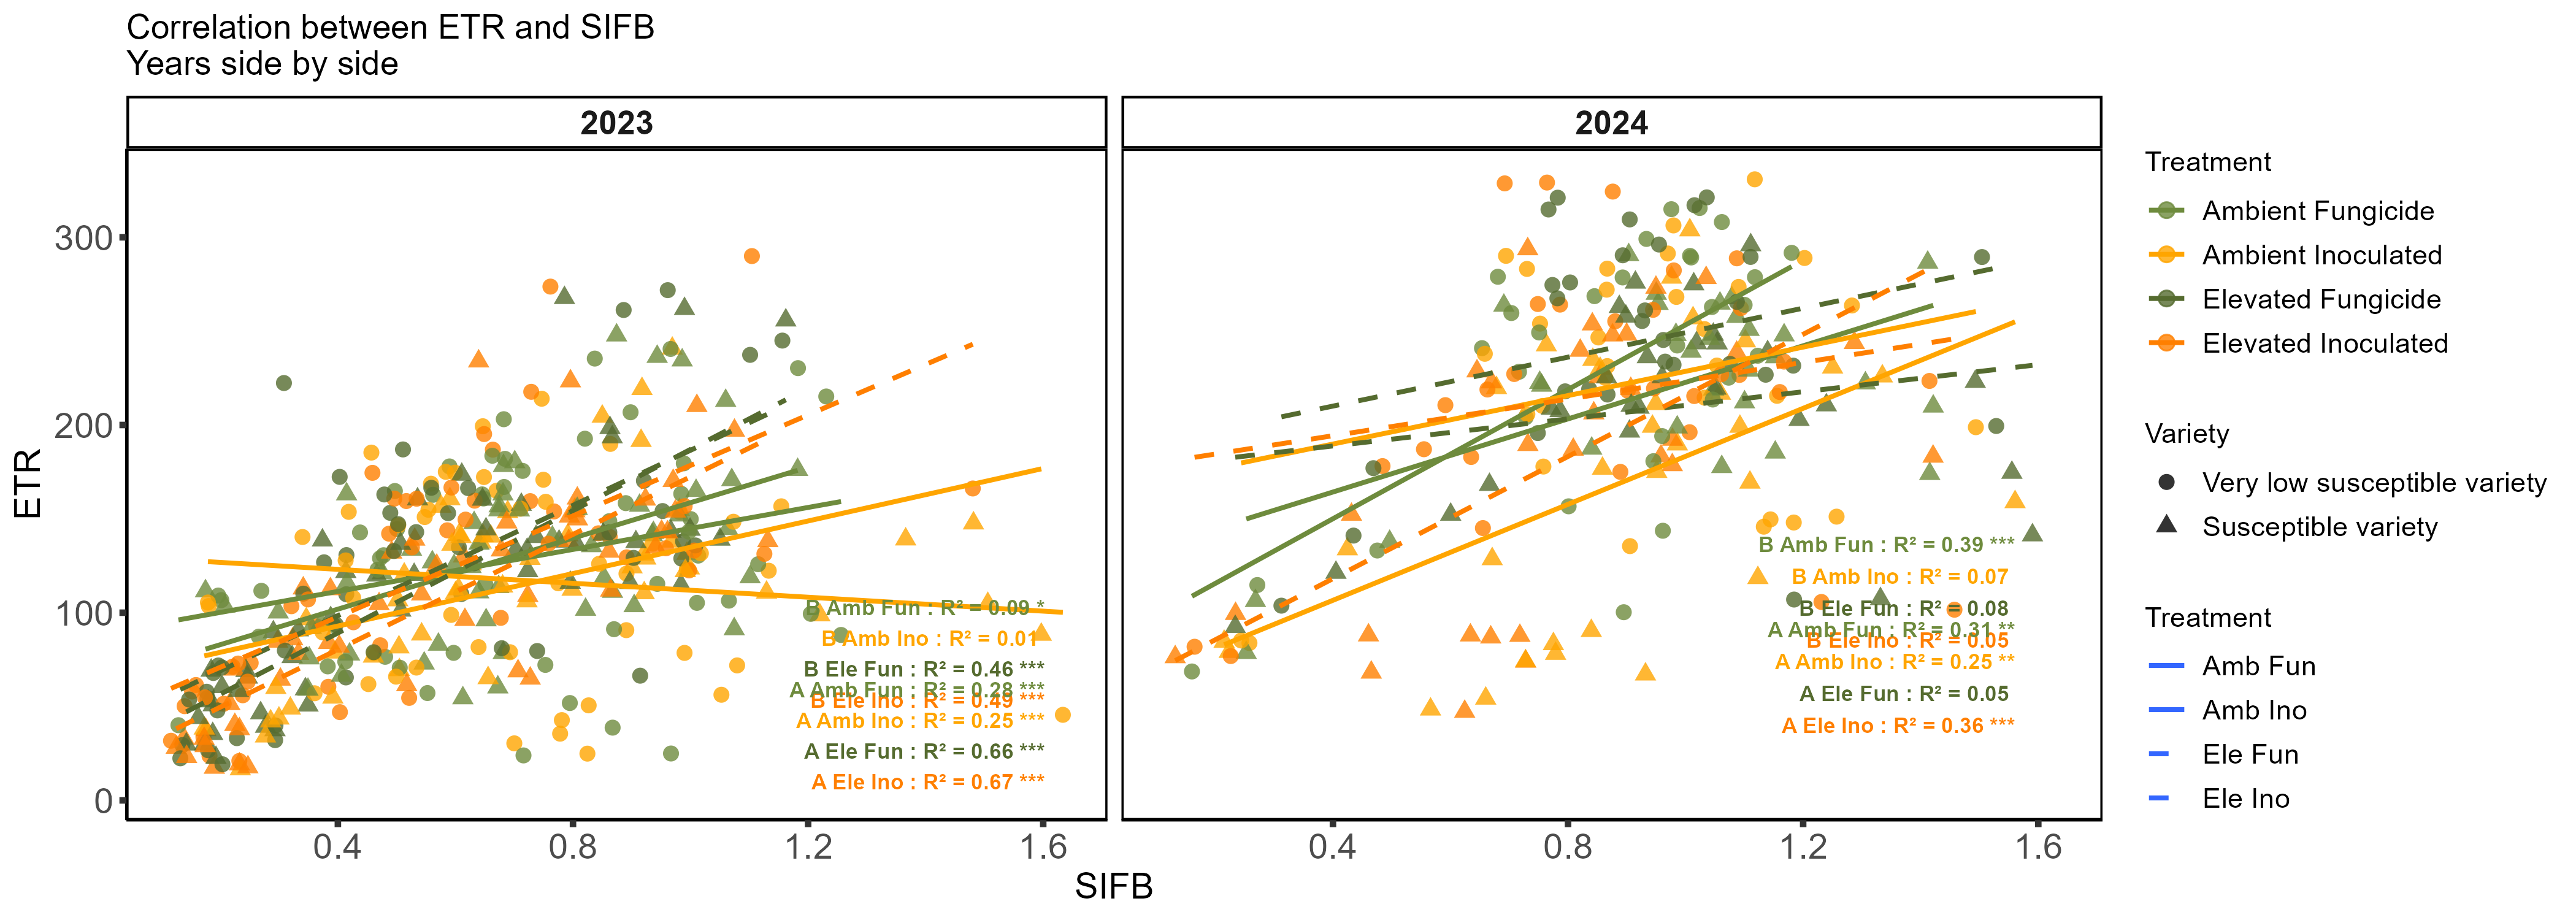 Correlation between ETR and SIFB
Years side by side
2023
2024
ETR
300
200
100
0
B Amb Fun : R² = 0.09 *
B Amb Ino : R² = 0.01
B Ele Fun : R² = 0.46 ***
A Amb Fun : R² = 0.28 ***
B Ele Ino : R² = 0.49 ***
A Amb Ino : R² = 0.25 ***
A Ele Fun : R² = 0.66 ***
A Ele Ino : R² = 0.67 ***
B Amb Fun : R² = 0.39 ***
B Amb Ino : R² = 0.07
B Ele Fun : R² = 0.08
A Amb Fun : R² = 0.31 **
B Ele Ino : R² = 0.05
A Amb Ino : R² = 0.25 **
A Ele Fun : R² = 0.05
A Ele Ino : R² = 0.36 ***
0.4 0.8 1.2 1.6
0.4 0.8 1.2 1.6
SIFB
Treatment
Ambient Fungicide
Ambient Inoculated
Elevated Fungicide
Elevated Inoculated
Variety
Very low susceptible variety
Susceptible variety
Treatment
Amb Fun
Amb Ino
Ele Fun
Ele Ino